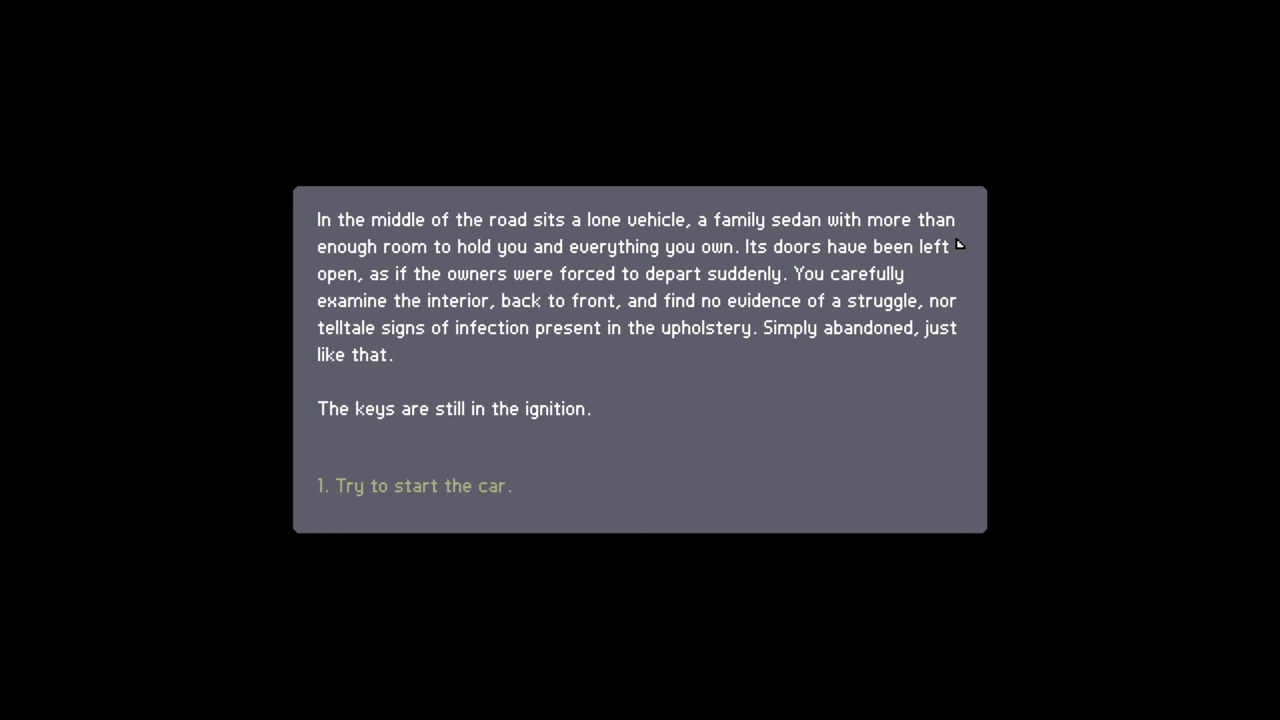 In the middle of the road sits a lone vehicle, a family sedan with more than
enough room to hold you and everything you own. Its doors have been left
open, as if the owners were forced to depart suddenly. You carefully
examine the interior, back to front, and find no evidence of a struggle, nor
telltale signs of infection present in the upholstery. Simply abandoned, just
like that.
The keys are still in the ignition.
1. Try to start the car.